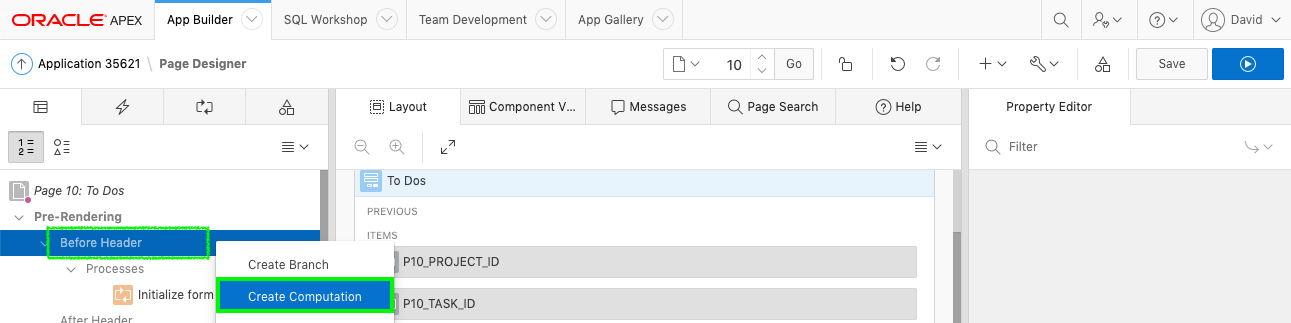 ORACLE APEX App Builder SQL Workshop Team Development App Gallery David
Application 35621 \ Page Designer 10 Go Save
Layout Component V... Messages Page Search Help Property Editor
1 =
2 =
Filter
Page 10: To Dos
To Dos
Pre-Rendering
PREVIOUS
Before Header
ITEMS
Create Branch
P10_PROJECT_ID
Processes
Initialize form
Create Computation
P10_TASK_ID
After Header